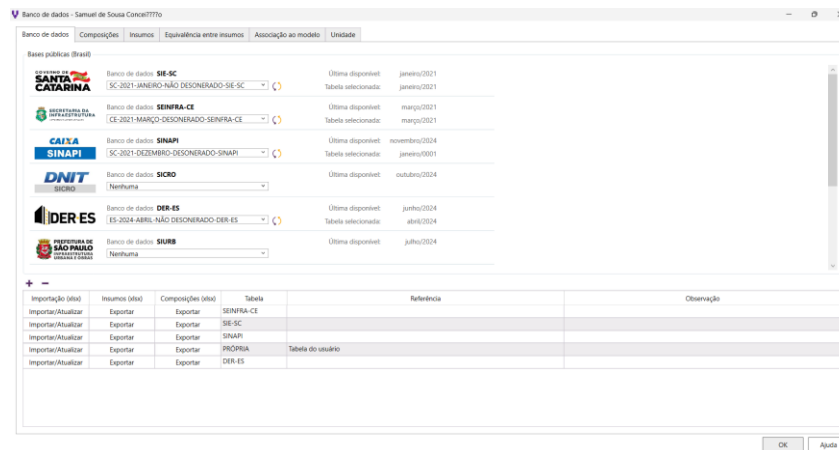 Banco de dados - Samuel de Sousa Concei????o
Banco de dados Composições Insumos Equivalência entre insumos Associação ao modelo Unidade
Bases públicas (Brasil)
GOVERNO DE
SANTA
CATARINA
Banco de dados SIE-SC
Última disponível: janeiro/2021
SC-2021-JANEIRO-NÃO DESONERADO-SIE-SC
Tabela selecionada: janeiro/2021
SECRETARIA DA
INFRAESTRUTURA
Banco de dados SEINFRA-CE
Última disponível: março/2021
CE-2021-MARÇO-DESONERADO-SEINFRA-CE
Tabela selecionada: março/2021
CAIXA
SINAPI
Banco de dados SINAPI
Última disponível: novembro/2024
SC-2021-DEZEMBRO-DESONERADO-SINAPI
Tabela selecionada: janeiro/0001
DNIT
SICRO
Banco de dados SICRO
Última disponível: outubro/2024
Nenhuma
DER-ES
Banco de dados DER-ES
Última disponível: junho/2024
ES-2024-ABRIL-NÃO DESONERADO-DER-ES
Tabela selecionada: abril/2024
PREFEITURA DE
SÃO PAULO
INFRAESTRUTURA
URBANA E OBRAS
Banco de dados SIURB
Última disponível: julho/2024
Nenhuma
Importação (xlsx) Insumos (xlsx) Composições (xlsx) Tabela Referência Observação
Importar/Atualizar Exportar Exportar SEINFRA-CE
Importar/Atualizar Exportar Exportar SIE-SC
Importar/Atualizar Exportar Exportar SINAPI
Importar/Atualizar Exportar Exportar PRÓPRIA Tabela do usuário
Importar/Atualizar Exportar Exportar DER-ES
OK Ajuda